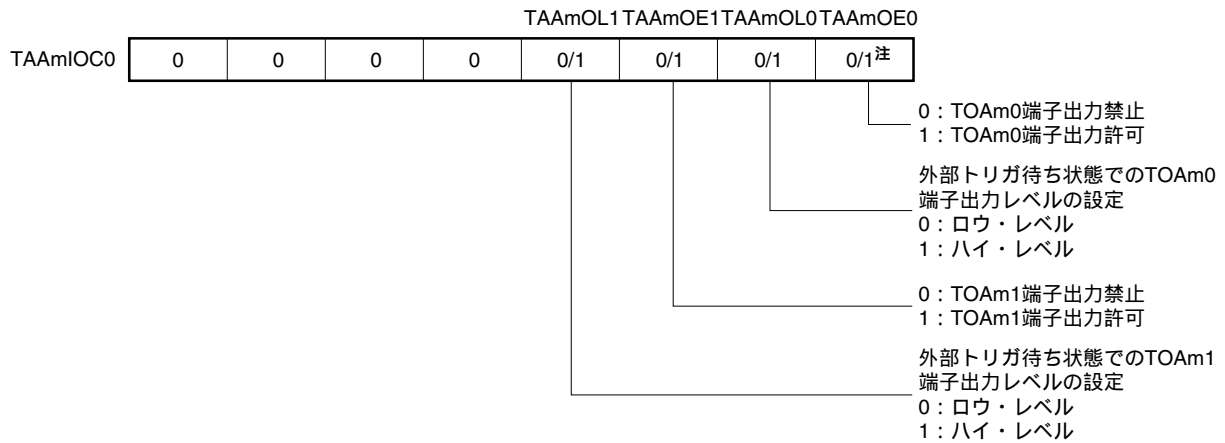 TAAmOL1 TAAmOE1 TAAmOL0 TAAmOE0
TAAmIOC0 0 0 0 0 0/1 0/1 0/1 0/1注
0：TOAm0端子出力禁止
1：TOAm0端子出力許可
外部トリガ待ち状態でのTOAm0
端子出力レベルの設定
0：ロウ・レベル
1：ハイ・レベル
0：TOAm1端子出力禁止
1：TOAm1端子出力許可
外部トリガ待ち状態でのTOAm1
端子出力レベルの設定
0：ロウ・レベル
1：ハイ・レベル